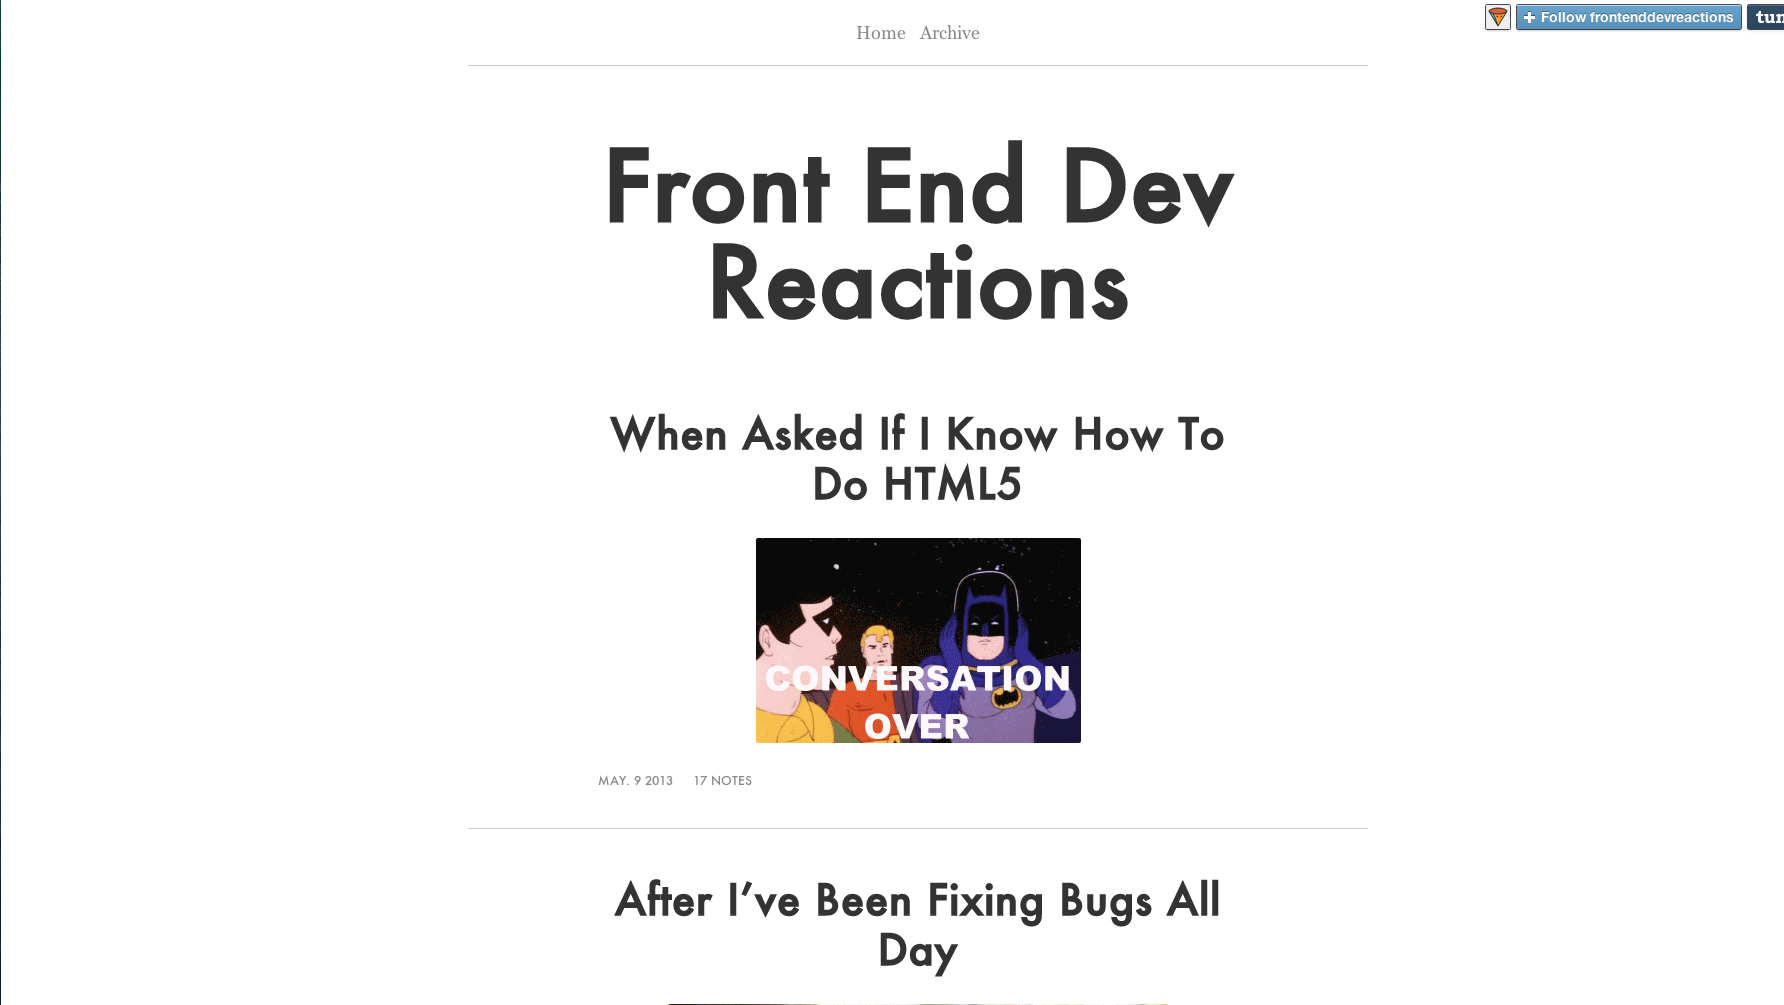 Home Archive
Follow frontenddevreactions
Front End Dev
Reactions
When Asked If I Know How To
Do HTML5
CONVERSATION
OVER
MAY. 9 2013 17 NOTES
After I’ve Been Fixing Bugs All
Day